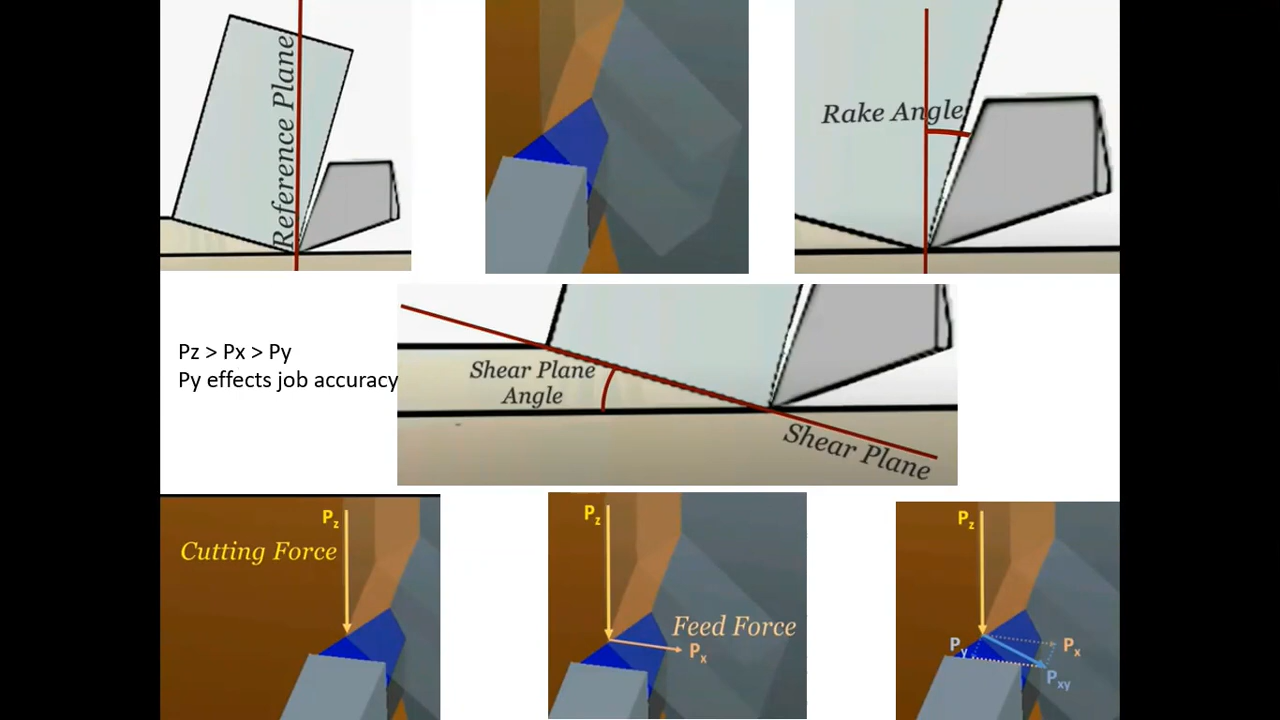 Reference Plane
Rake Angle
Pz > Px > Py
Py effects job accuracy
Shear Plane
Angle
Shear Plane
Pz
Cutting Force
Pz
Feed Force
Px
Pz
Py
Px
Pxy